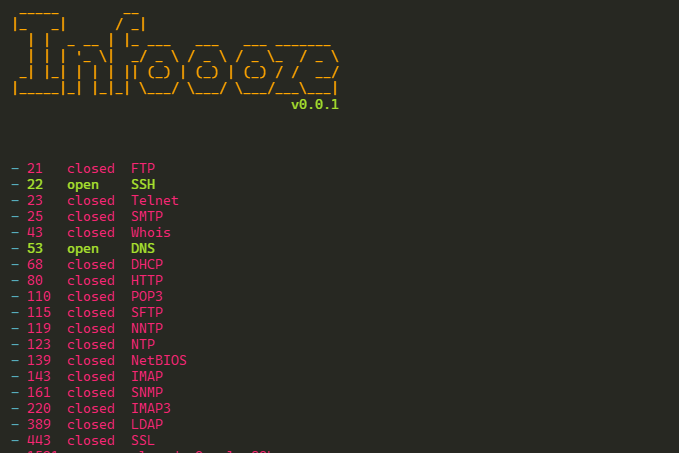 Infoooze
v0.0.1
– 21 closed FTP
– 22 open SSH
– 23 closed Telnet
– 25 closed SMTP
– 43 closed Whois
– 53 open DNS
– 68 closed DHCP
– 80 closed HTTP
– 110 closed POP3
– 115 closed SFTP
– 119 closed NNTP
– 123 closed NTP
– 139 closed NetBIOS
– 143 closed IMAP
– 161 closed SNMP
– 220 closed IMAP3
– 389 closed LDAP
– 443 closed SSL